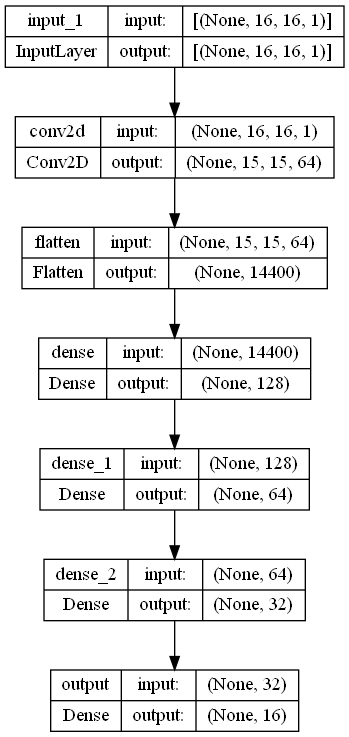 input_1 input: [(None, 16, 16, 1)]
InputLayer output: [(None, 16, 16, 1)]
conv2d input: (None, 16, 16, 1)
Conv2D output: (None, 15, 15, 64)
flatten input: (None, 15, 15, 64)
Flatten output: (None, 14400)
dense input: (None, 14400)
Dense output: (None, 128)
dense_1 input: (None, 128)
Dense output: (None, 64)
dense_2 input: (None, 64)
Dense output: (None, 32)
output input: (None, 32)
Dense output: (None, 16)